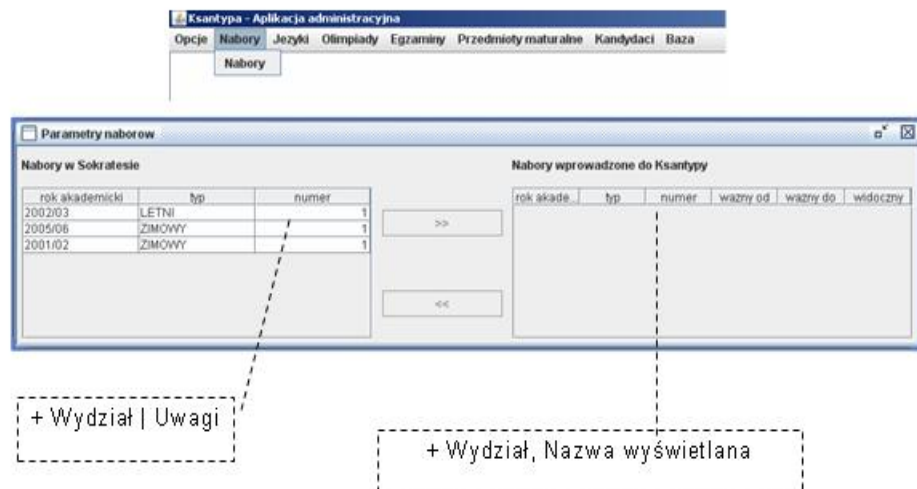 Ksantypa - Aplikacja administracyjna
Opcje Nabory Jezyki Olimpiady Egzaminy Przedmioty maturalne Kandydaci Baza
Nabory
Parametry naborow
Nabory w Sokratesie Nabory wprowadzone do Ksantypy
rok akademicki typ numer
2002/03 LETNI 1
2005/06 ZIMOWY 1
2001/02 ZIMOWY 1
>>
<<
rok akade... typ numer wazny od wazny do widoczny
+ Wydział | Uwagi
+ Wydział, Nazwa wyświetlana